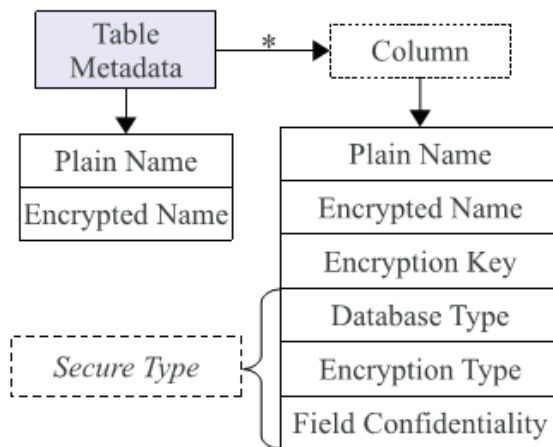 Table
Metadata
*
Column
Plain Name
Encrypted Name
Plain Name
Encrypted Name
Encryption Key
Database Type
Encryption Type
Field Confidentiality
Secure Type